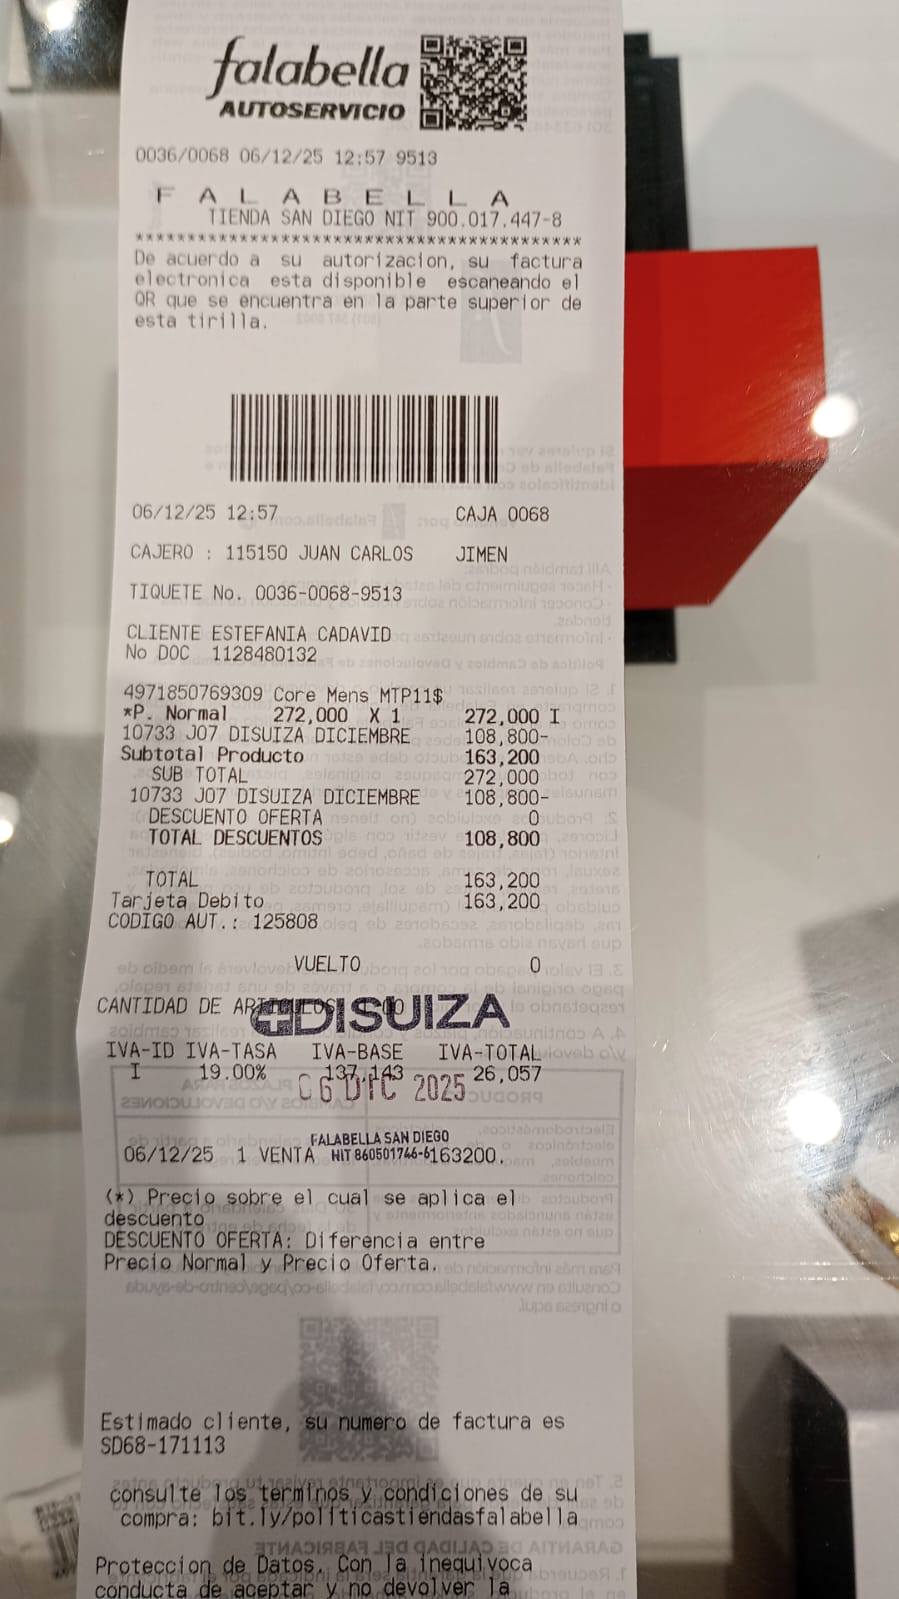 falabella
AUTOSERVICIO
0036/0068 06/12/25 12:57 9513
F A L A B E L L A
TIENDA SAN DIEGO NIT 900.017.447-8
******************************************
De acuerdo a su autorizacion, su factura
electronica esta disponible escaneando el
QR que se encuentra en la parte superior de
esta tirilla.
06/12/25 12:57 CAJA 0068
CAJERO : 115150 JUAN CARLOS JIMEN
TIQUETE No. 0036-0068-9513
CLIENTE ESTEFANIA CADAVID
No DOC 1128480132
4971850769309 Core Mens MTP11$
*P. Normal 272,000 X 1 272,000 I
10733 J07 DISUIZA DICIEMBRE 108,800-
Subtotal Producto 163,200
SUB TOTAL 272,000
10733 J07 DISUIZA DICIEMBRE 108,800-
DESCUENTO OFERTA 0
TOTAL DESCUENTOS 108,800
TOTAL 163,200
Tarjeta Debito 163,200
CODIGO AUT.: 125808
VUELTO 0
CANTIDAD DE
DISUIZA
IVA-ID IVA-TASA IVA-BASE IVA-TOTAL
I 19.00% 137,143 26,057
06 DIC 2025
FALABELLA SAN DIEGO
06/12/25 1 VENTA NIT 860501746-6 163200.
(*) Precio sobre el cual se aplica el
descuento
DESCUENTO OFERTA: Diferencia entre
Precio Normal y Precio Oferta.
Estimado cliente, su numero de factura es
SD68-171113
consulte los terminos y condiciones de su
compra: bit.ly/politicastiendasfalabella
Proteccion de Datos. Con la inequivoca
conducta de aceptar y no devolver la